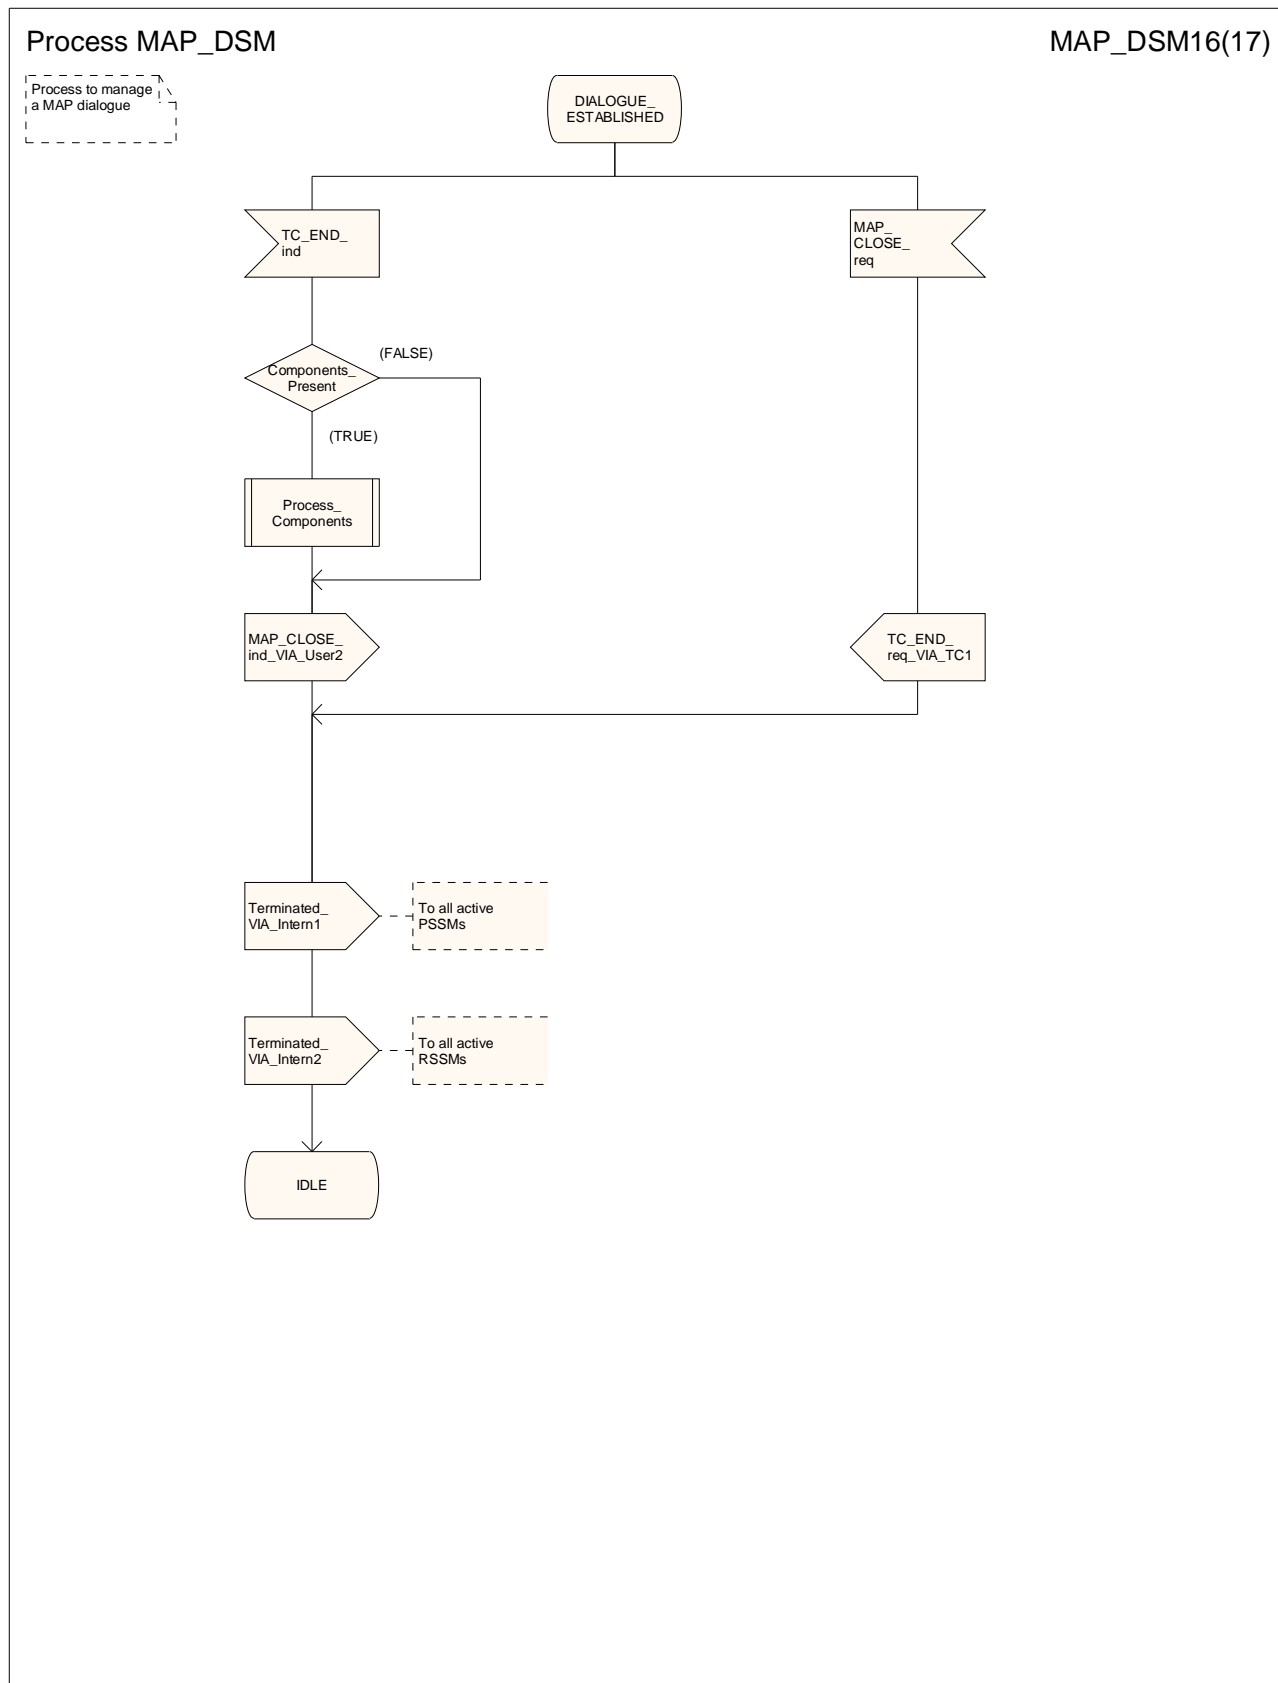 Process MAP_DSM
MAP_DSM16(17)
Process to manage
a MAP dialogue
DIALOGUE_
ESTABLISHED
TC_END_
ind
MAP_
CLOSE_
req
Components_
Present
(FALSE)
(TRUE)
Process_
Components
MAP_CLOSE_
ind_VIA_User2
TC_END_
req_VIA_TC1
Terminated_
VIA_Intern1
To all active
PSSMs
Terminated_
VIA_Intern2
To all active
RSSMs
IDLE